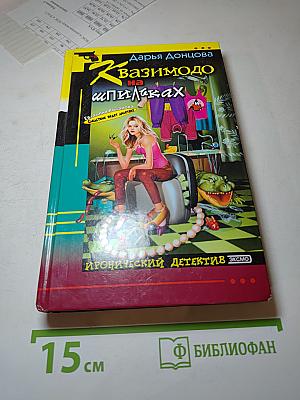 Дарья Донцова
Квазимодо
на
шпильках
ИРОНИЧЕСКИЙ ДЕТЕКТИВ
ЭКСМО
15 см
БИБЛИОФАН